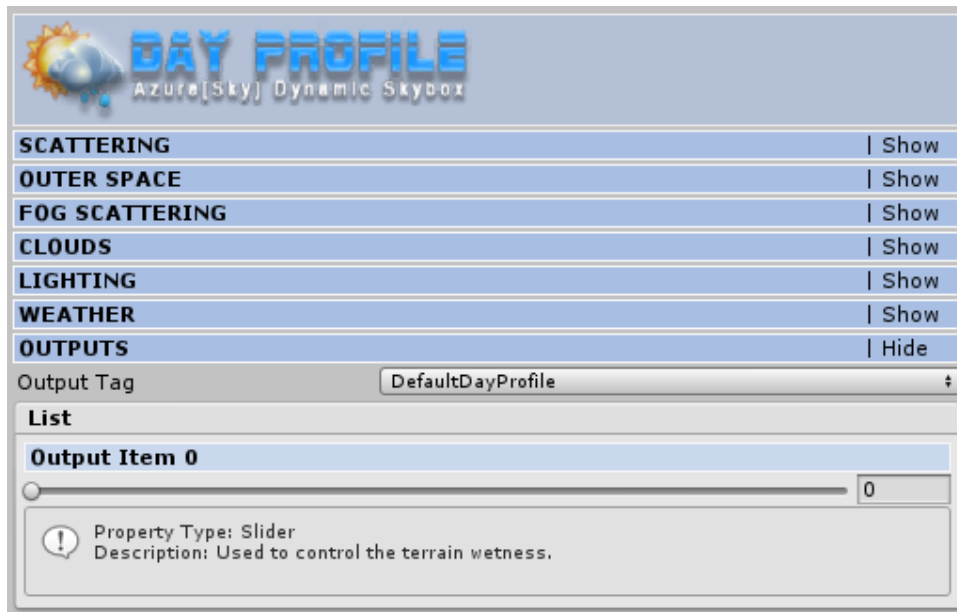 DAY PROFILE
Azure[Sky] Dynamic Skybox
SCATTERING | Show
OUTER SPACE | Show
FOG SCATTERING | Show
CLOUDS | Show
LIGHTING | Show
WEATHER | Show
OUTPUTS | Hide
Output Tag DefaultDayProfile
List
Output Item 0
0
Property Type: Slider
Description: Used to control the terrain wetness.